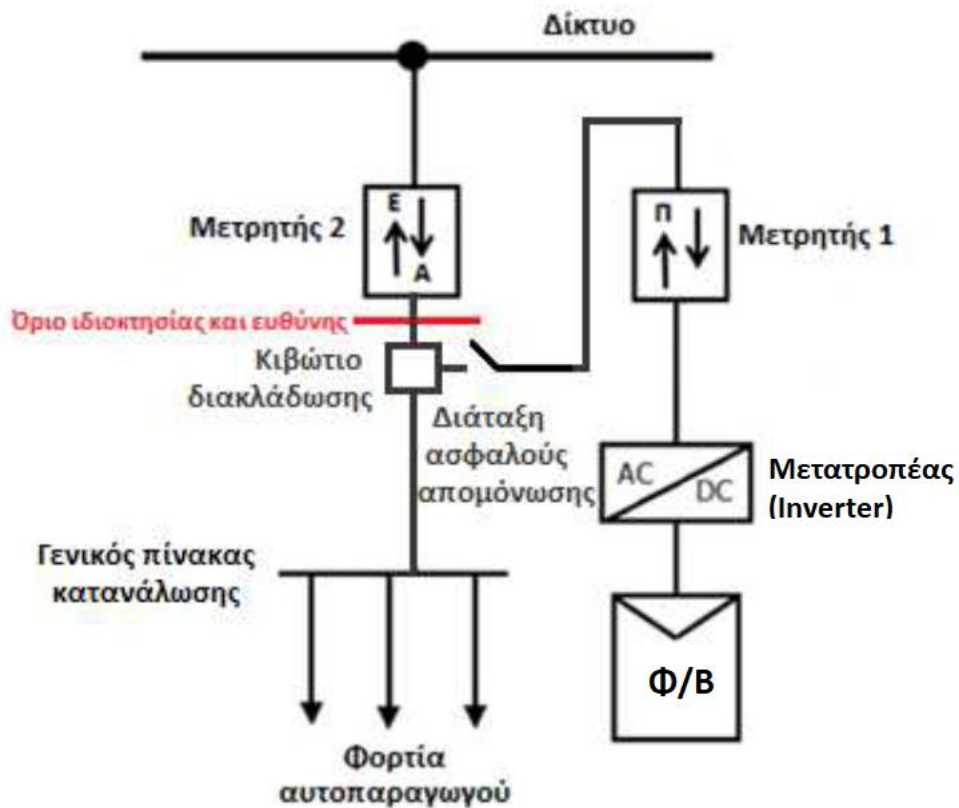 Δίκτυο
Ε
Α
Μετρητής 2
Π
Μετρητής 1
Όριο ιδιοκτησίας και ευθύνης
Κιβώτιο
διακλάδωσης
Διάταξη
ασφαλούς
απομόνωσης
AC
DC
Μετατροπέας
(Inverter)
Γενικός πίνακας
κατανάλωσης
Φ/Β
Φορτία
αυτοπαραγωγού